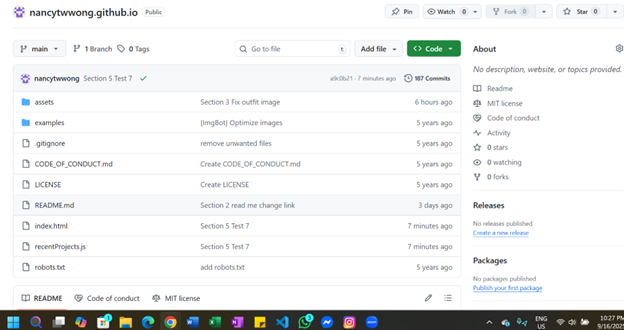 nancytwwong.github.io Public Pin Watch 0 Fork 0 Star 0
main 1 Branch 0 Tags Go to file t Add file Code
About
nancytwwong Section 5 Test 7 7 minutes ago 187 Commits
No description, website, or topics provided.
assets Section 3 Fix outfit image 6 hours ago
Readme
examples [ImgBot] Optimize images 5 years ago
MIT license
.gitignore remove unwanted files 5 years ago
Code of conduct
Activity
CODE_OF_CONDUCT.md Create CODE_OF_CONDUCT.md 5 years ago
0 stars
LICENSE Create LICENSE 5 years ago
0 watching
README.md Section 2 read me change link 3 days ago
0 forks
index.html Section 5 Test 7 7 minutes ago
Releases
recentProjects.js Section 5 Test 7 7 minutes ago
No releases published
Create a new release
robots.txt add robots.txt 5 years ago
Packages
No packages published
Publish your first package
README Code of conduct MIT license
ENG
US
10:27 PM